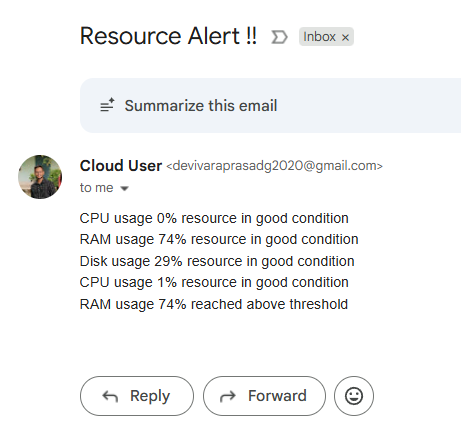 Resource Alert !! Inbox ×
Summarize this email
Cloud User <devivaraprasadg2020@gmail.com>
to me
CPU usage 0% resource in good condition
RAM usage 74% resource in good condition
Disk usage 29% resource in good condition
CPU usage 1% resource in good condition
RAM usage 74% reached above threshold
Reply Forward